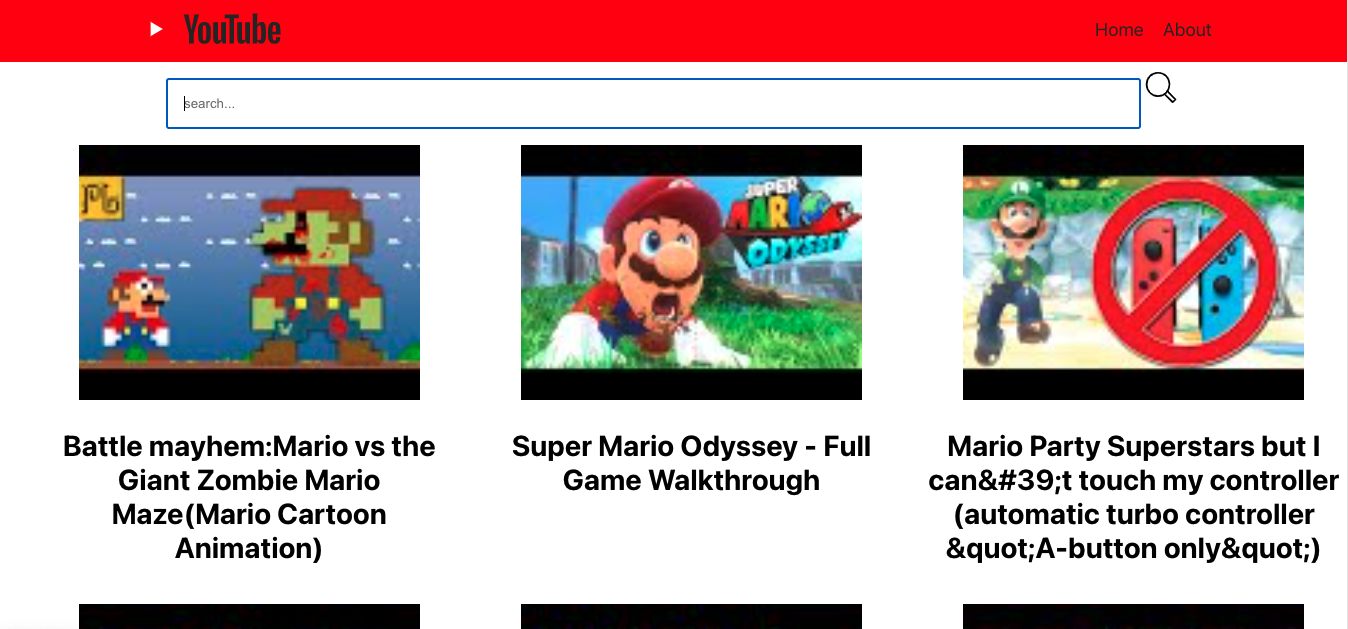 YouTube
Home About
search...
SUPER
MARIO
ODYSSEY
Battle mayhem:Mario vs the
Giant Zombie Mario
Maze(Mario Cartoon
Animation)
Super Mario Odyssey - Full
Game Walkthrough
Mario Party Superstars but I
can&#39;t touch my controller
(automatic turbo controller
&quot;A-button only&quot;)